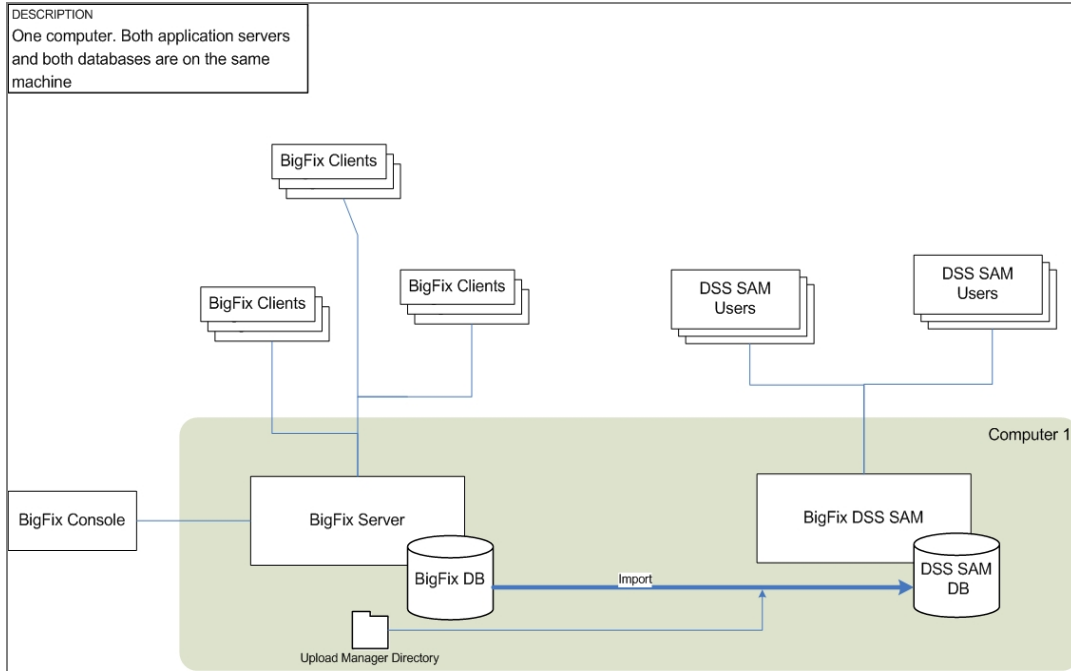 DESCRIPTION
One computer. Both application servers
and both databases are on the same
machine
BigFix Clients
BigFix Clients
BigFix Clients
DSS SAM
Users
DSS SAM
Users
Computer 1
BigFix Console
BigFix Server
BigFix DSS SAM
BigFix DB
Import
DSS SAM
DB
Upload Manager Directory